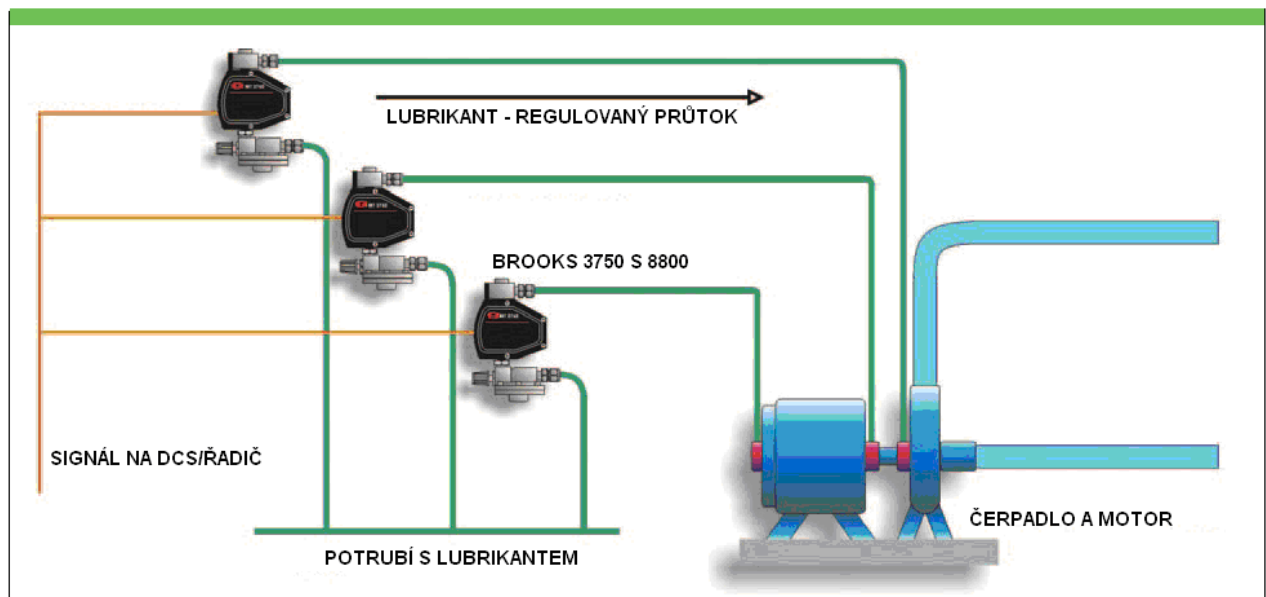 LUBRIKANT - REGULOVANÝ PRŮTOK
BROOKS 3750 S 8800
SIGNÁL NA DCS/ŘADIČ
ČERPADLO A MOTOR
POTRUBÍ S LUBRIKANTEM